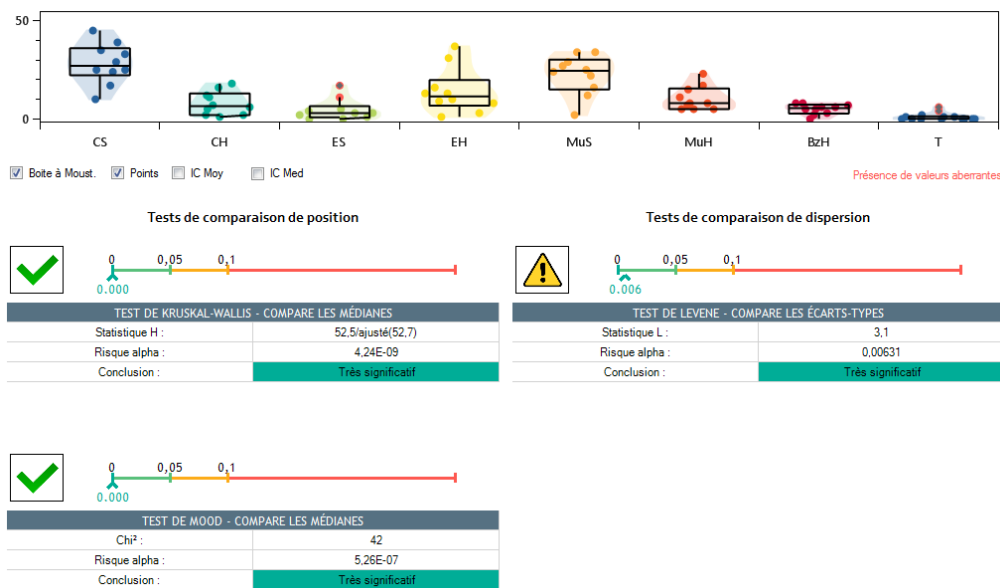 50
0
CS CH ES EH MuS MuH BzH T
Boite à Moust. Points IC Moy IC Med
Présence de valeurs aberrantes
Tests de comparaison de position
Tests de comparaison de dispersion
0 0,05 0,1
0.000
0 0,05 0,1
0.006
TEST DE KRUSKAL-WALLIS - COMPARE LES MÉDIANES
Statistique H : 52,5/ajusté(52,7)
Risque alpha : 4,24E-09
Conclusion : Très significatif
TEST DE LEVENE - COMPARE LES ÉCARTS-TYPES
Statistique L : 3,1
Risque alpha : 0,00631
Conclusion : Très significatif
0 0,05 0,1
0.000
TEST DE MOOD - COMPARE LES MÉDIANES
Chi² : 42
Risque alpha : 5,26E-07
Conclusion : Très significatif